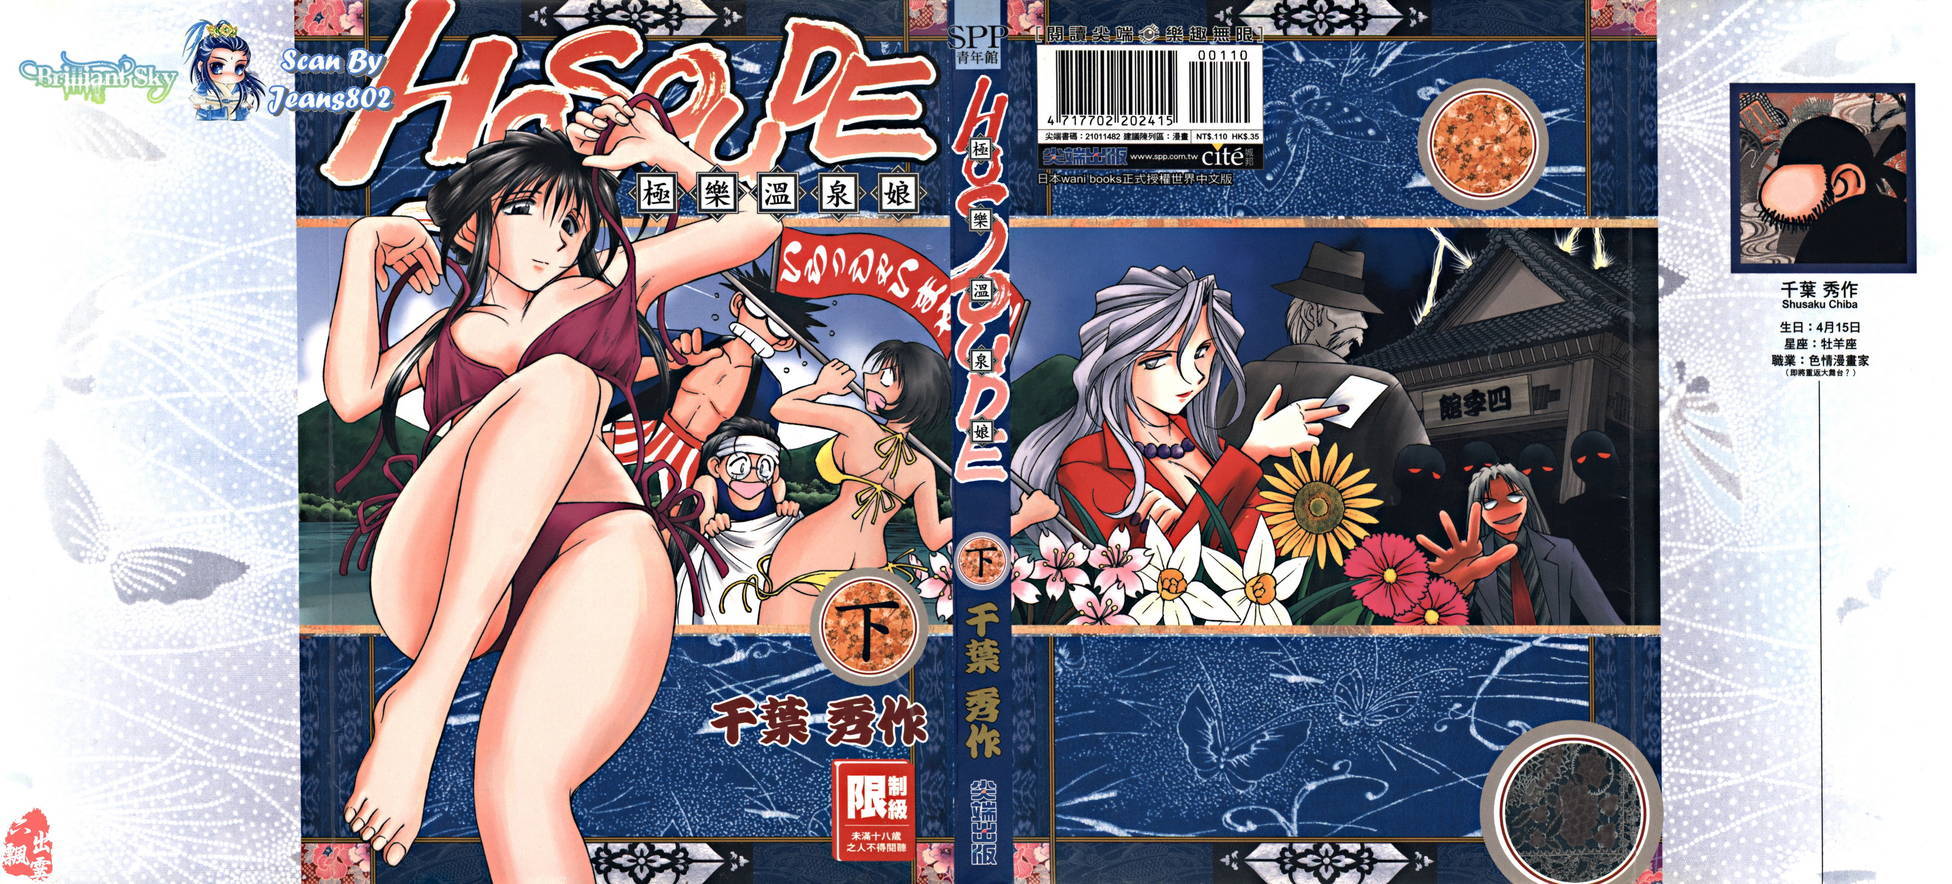 Brilliant Sky
Scan By
Jeans802
HOSOUDE
極樂溫泉娘
下
千葉 秀作
限制級
未滿十八歲
之人不得閱聽
SPP
青年館
HOSOUDE
極樂溫泉娘
下
千葉 秀作
尖端出版
[閱讀尖端 樂趣無限]
00110
4 717702 202415
尖端書碼：21011482 建議陳列區：漫畫 NT$.110 HK$.35
尖端出版 www.spp.com.tw cité 城邦
日本wani books正式授權世界中文版
四季館
千葉 秀作
Shusaku Chiba
生日：4月15日
星座：牡羊座
職業：色情漫畫家
（即將重返大舞台？）